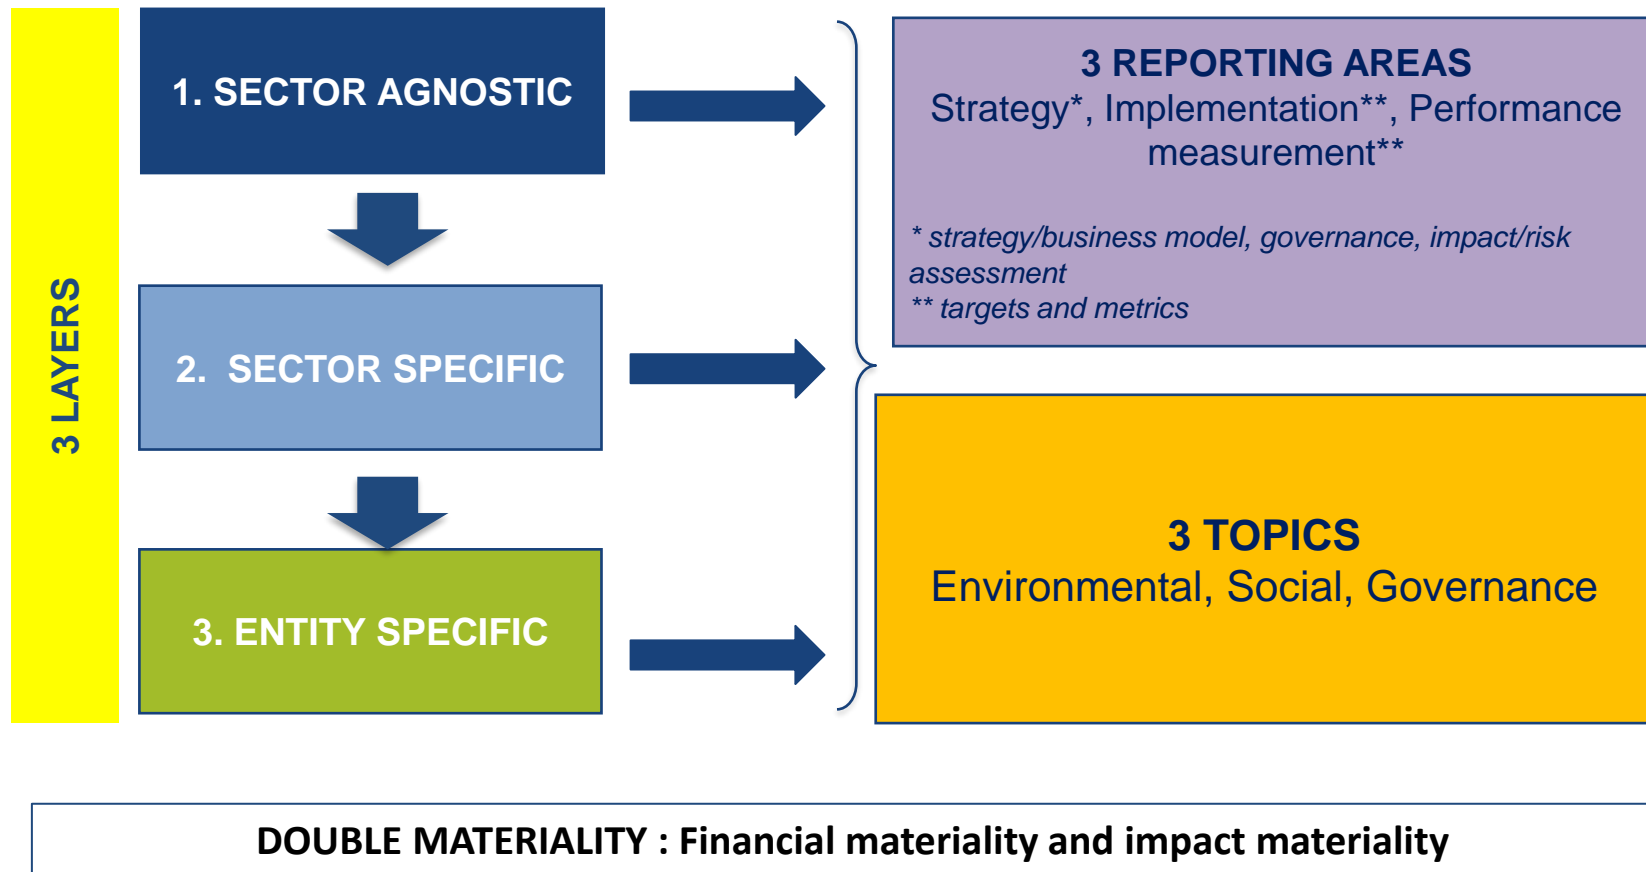 3 LAYERS
1. SECTOR AGNOSTIC
2. SECTOR SPECIFIC
3. ENTITY SPECIFIC
3 REPORTING AREAS
Strategy*, Implementation**, Performance
measurement**
* strategy/business model, governance, impact/risk
assessment
** targets and metrics
3 TOPICS
Environmental, Social, Governance
DOUBLE MATERIALITY : Financial materiality and impact materiality